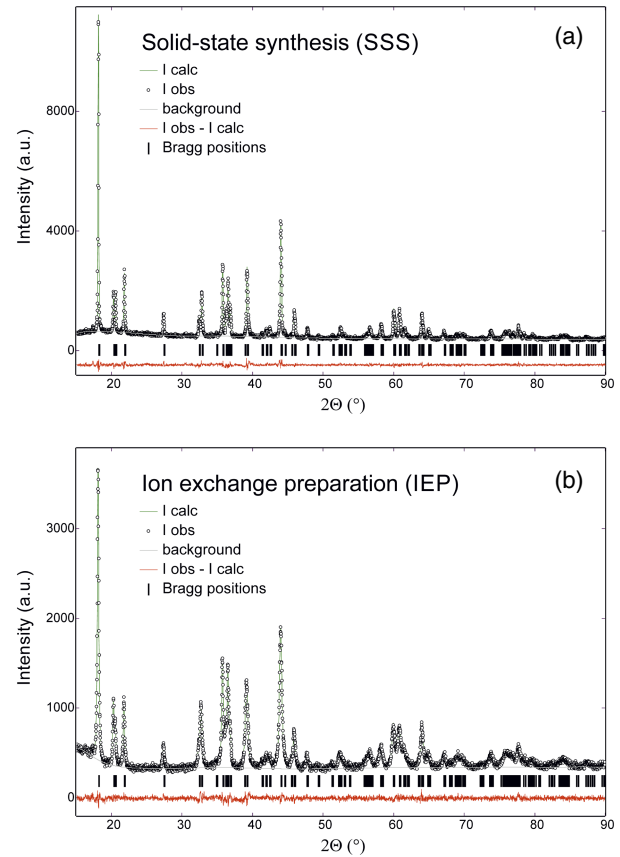 (a)
Solid-state synthesis (SSS)
I calc
I obs
background
I obs - I calc
Bragg positions
Intensity (a.u.)
8000
4000
0
20 30 40 50 60 70 80 90
2Θ (°)
(b)
Ion exchange preparation (IEP)
I calc
I obs
background
I obs - I calc
Bragg positions
Intensity (a.u.)
3000
2000
1000
0
20 30 40 50 60 70 80 90
2Θ (°)